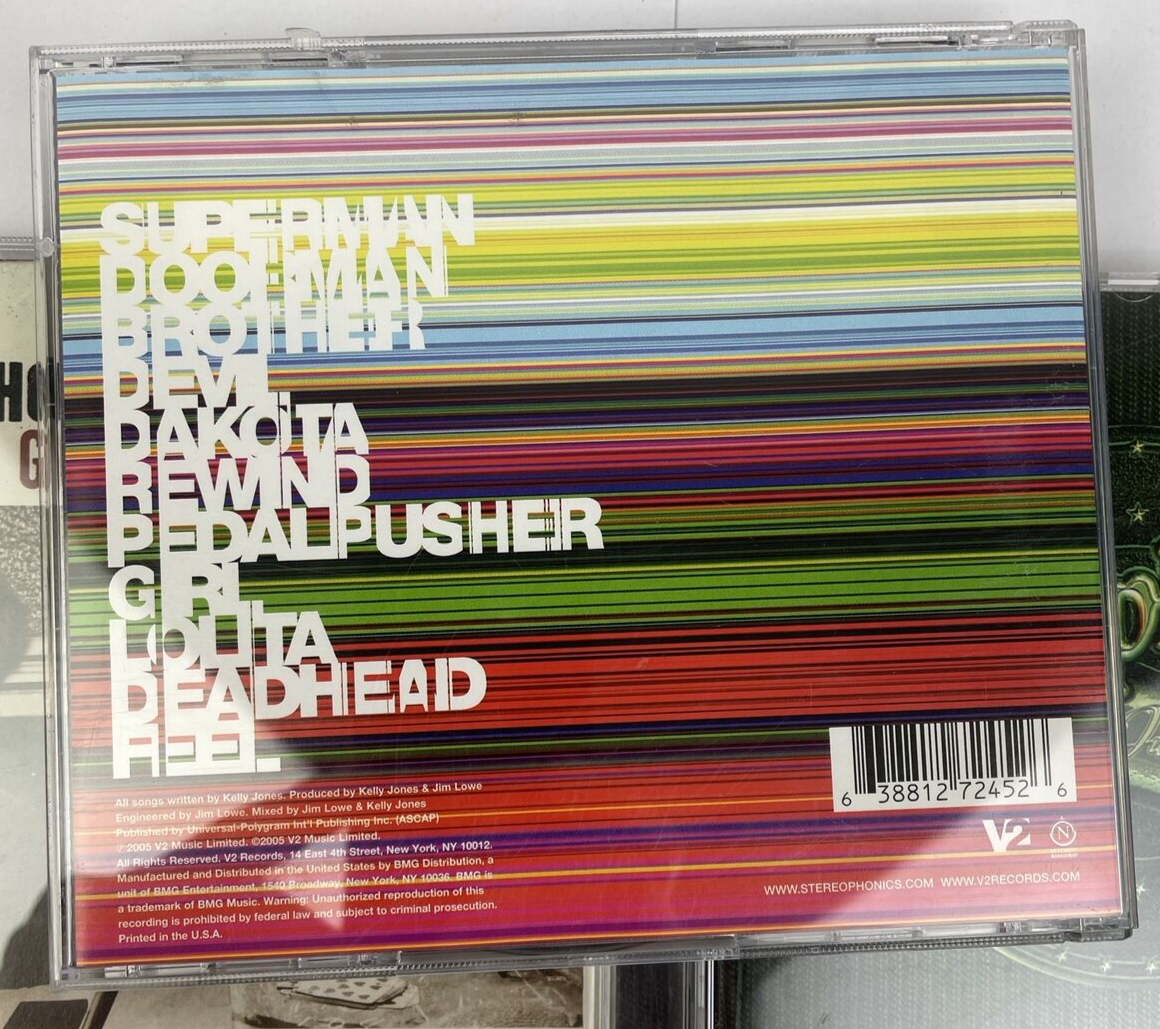 SUPERMAN
DOORMAN
BROTHER
DEVIL
DAKOTA
REWIND
PEDALPUSHER
GIRL
LOLITA
DEADHEAD
FEEL
All songs written by Kelly Jones. Produced by Kelly Jones & Jim Lowe
Engineered by Jim Lowe. Mixed by Jim Lowe & Kelly Jones
Published by Universal-Polygram Int'l Publishing Inc. (ASCAP)
℗2005 V2 Music Limited. ©2005 V2 Music Limited.
All Rights Reserved. V2 Records, 14 East 4th Street, New York, NY 10012.
Manufactured and Distributed in the United States by BMG Distribution, a
unit of BMG Entertainment, 1540 Broadway, New York, NY 10036. BMG is
a trademark of BMG Music. Warning: Unauthorized reproduction of this
recording is prohibited by federal law and subject to criminal prosecution.
Printed in the U.S.A.
6 38812 72452 6
V2
N
WWW.STEREOPHONICS.COM WWW.V2RECORDS.COM